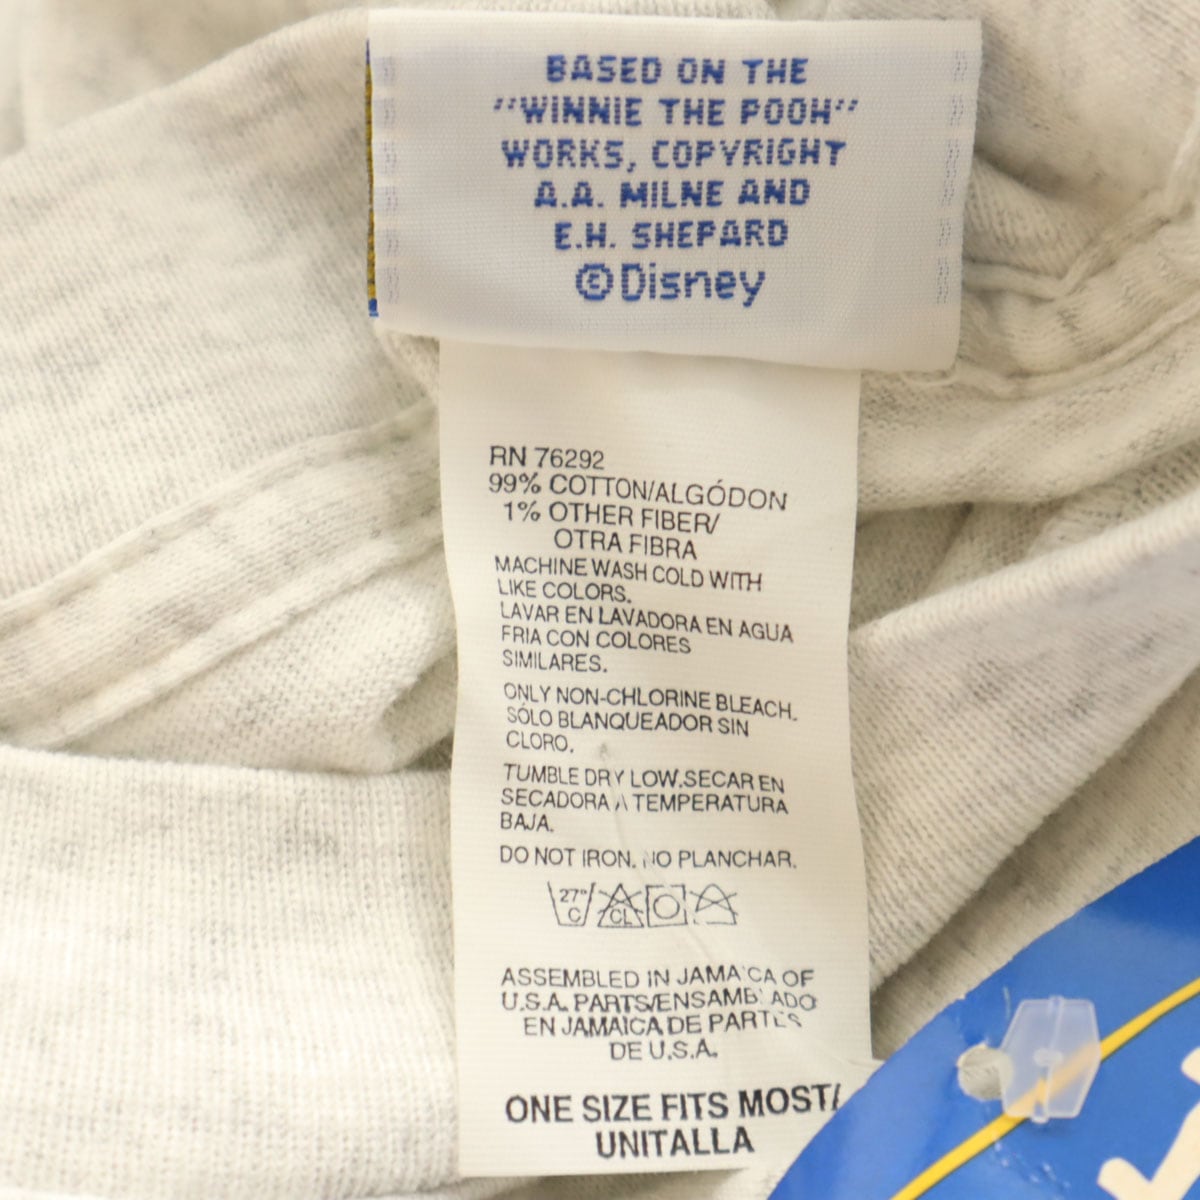 BASED ON THE
"WINNIE THE POOH"
WORKS, COPYRIGHT
A.A. MILNE AND
E.H. SHEPARD
©Disney
RN 76292
99% COTTON/ALGÓDON
1% OTHER FIBER/
OTRA FIBRA
MACHINE WASH COLD WITH
LIKE COLORS.
LAVAR EN LAVADORA EN AGUA
FRIA CON COLORES
SIMILARES.
ONLY NON-CHLORINE BLEACH.
SÓLO BLANQUEADOR SIN
CLORO.
TUMBLE DRY LOW.SECAR EN
SECADORA A TEMPERATURA
BAJA.
DO NOT IRON. NO PLANCHAR.
27°C CL
ASSEMBLED IN JAMAICA OF
U.S.A. PARTS/ENSAMBLADO
EN JAMAICA DE PARTES
DE U.S.A.
ONE SIZE FITS MOST/
UNITALLA